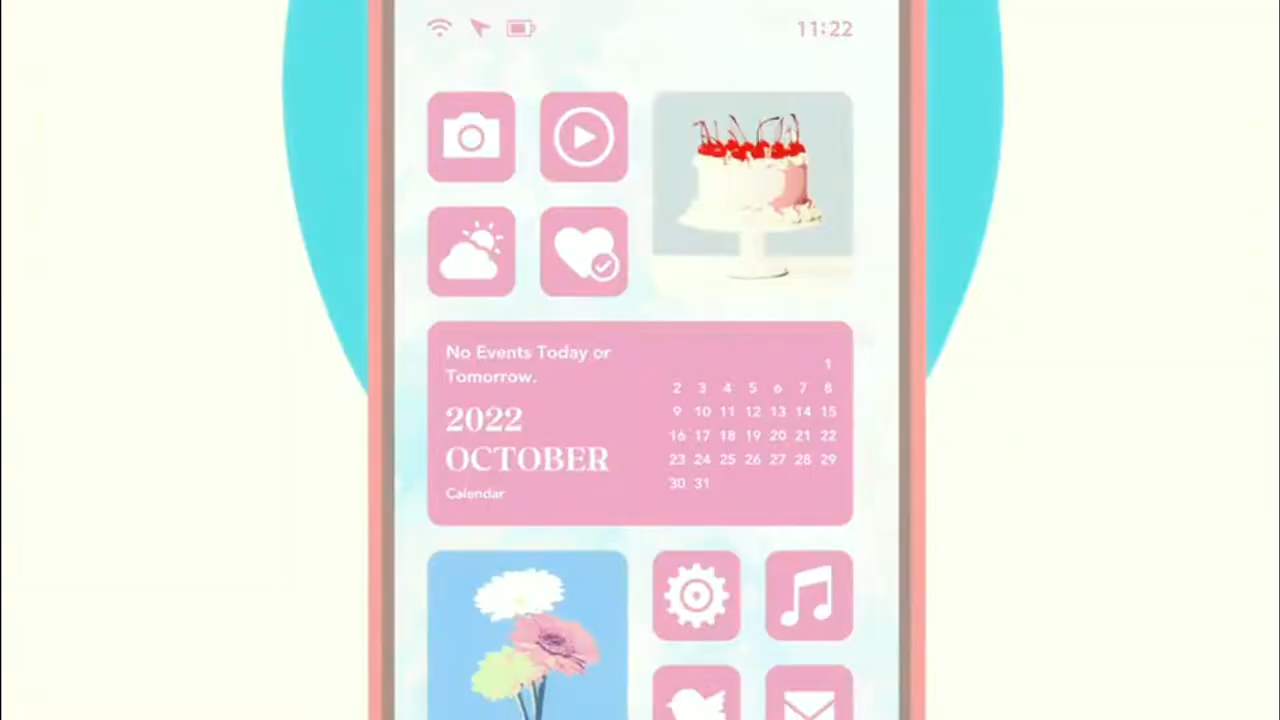 11:22
No Events Today or
Tomorrow.
2022
OCTOBER
Calendar
1
2 3 4 5 6 7 8
9 10 11 12 13 14 15
16 17 18 19 20 21 22
23 24 25 26 27 28 29
30 31